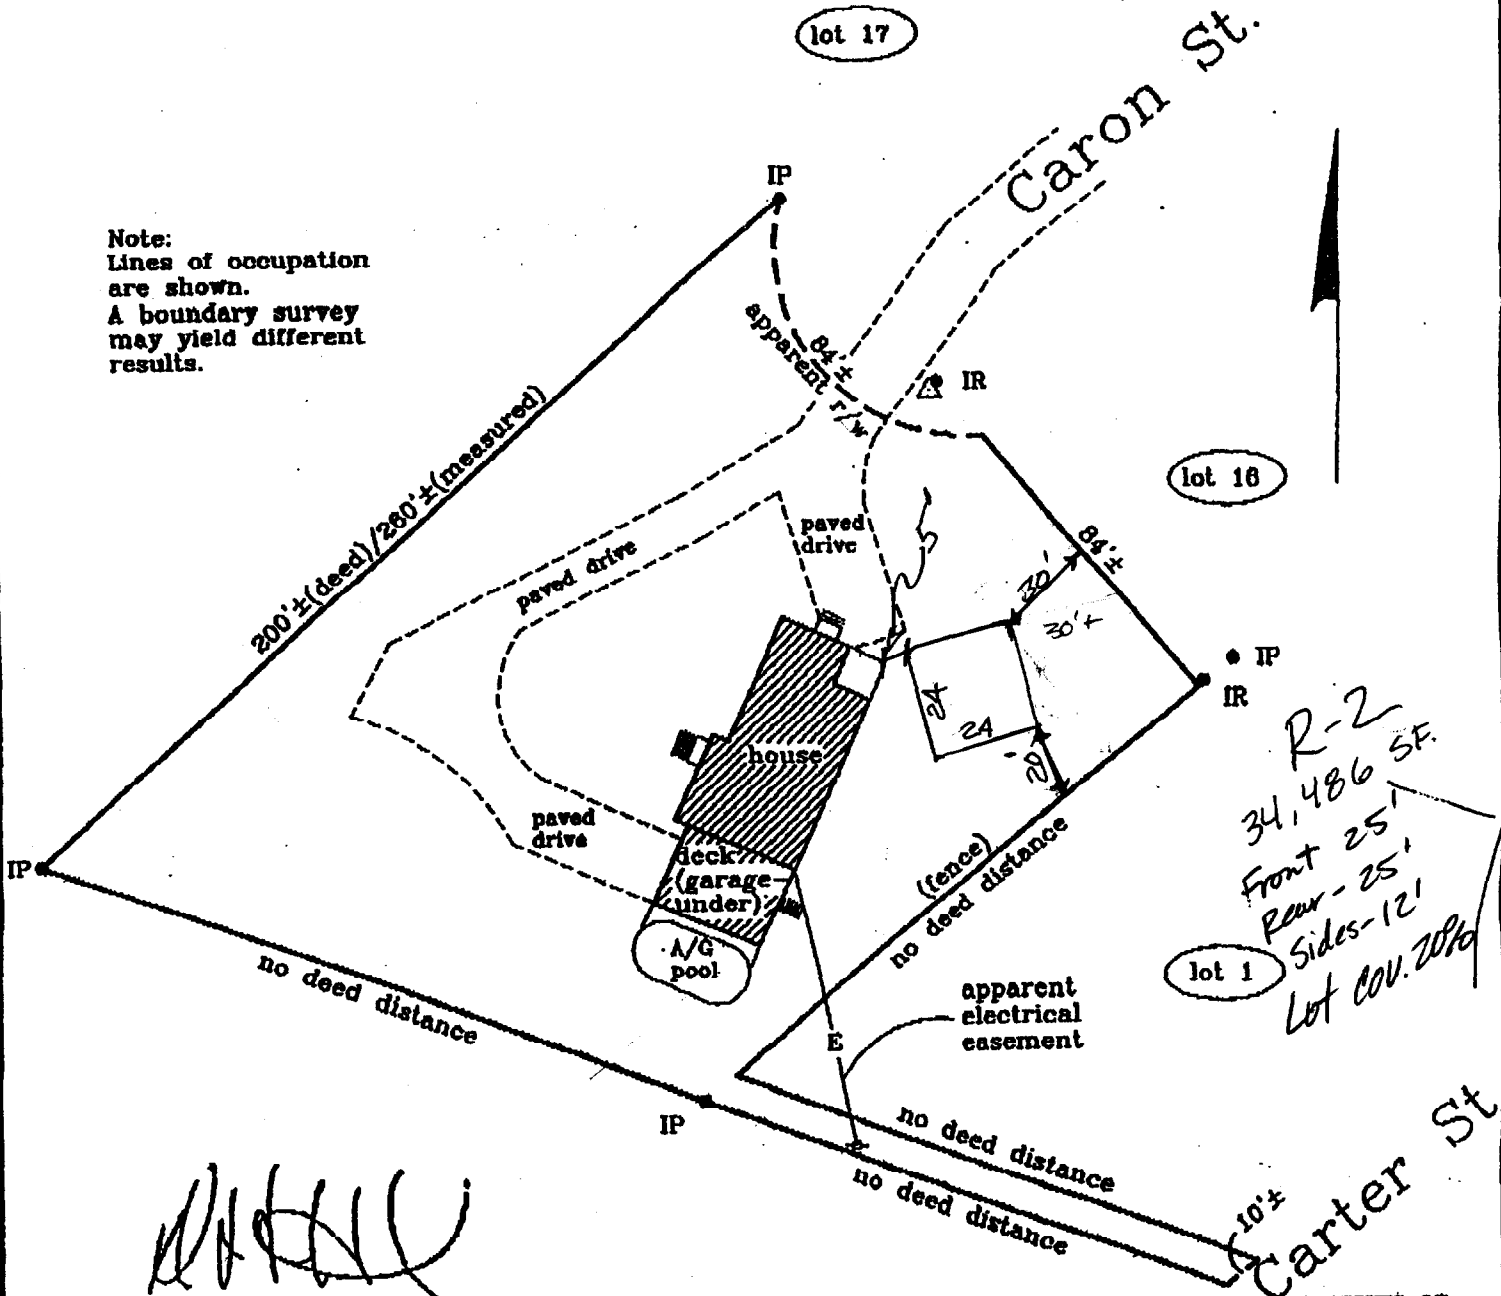 lot 17
Caron St.
IP
Note:
Lines of occupation
are shown.
A boundary survey
may yield different
results.
apparent r/w
84'±
IR
200'±(deed)/260'±(measured)
lot 16
paved
drive
paved drive
84'±
30'
30'±
IP
IR
24
24
20'
house
R-2
34,486 SF.
Front 25'
Rear - 25'
Sides - 12'
Lot cov. 20%
paved
drive
deck
(garage
under)
(fence)
no deed distance
IP
A/G
pool
lot 1
no deed distance
apparent
electrical
easement
E
IP
no deed distance
no deed distance
10'±
Carter St